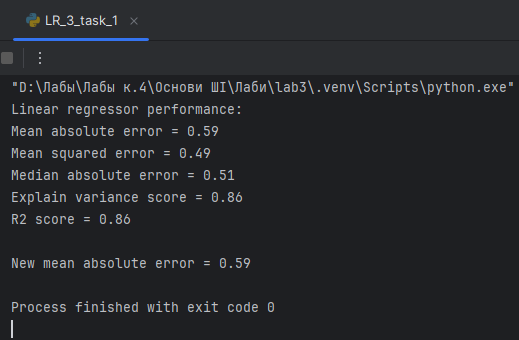 LR_3_task_1
"D:\Лабы\Лабы к.4\Основи ШІ\Лаби\lab3\.venv\Scripts\python.exe"
Linear regressor performance:
Mean absolute error = 0.59
Mean squared error = 0.49
Median absolute error = 0.51
Explain variance score = 0.86
R2 score = 0.86
New mean absolute error = 0.59
Process finished with exit code 0